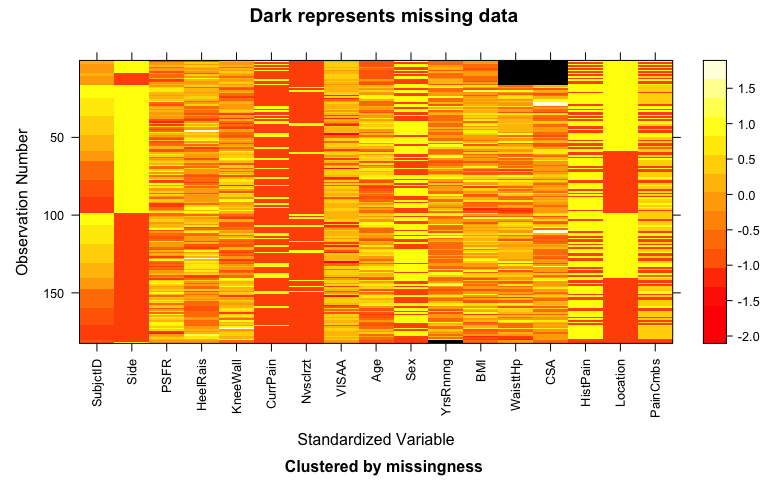 Dark represents missing data
Observation Number
50
100
150
1.5
1.0
0.5
0.0
-0.5
-1.0
-1.5
-2.0
SubjctID
Side
PSFR
HeelRais
KneeWall
CurrPain
Nvsclrzt
VISAA
Age
Sex
YrsRnnng
BMI
WaisttHp
CSA
HistPain
Location
PainCmbs
Standardized Variable
Clustered by missingness